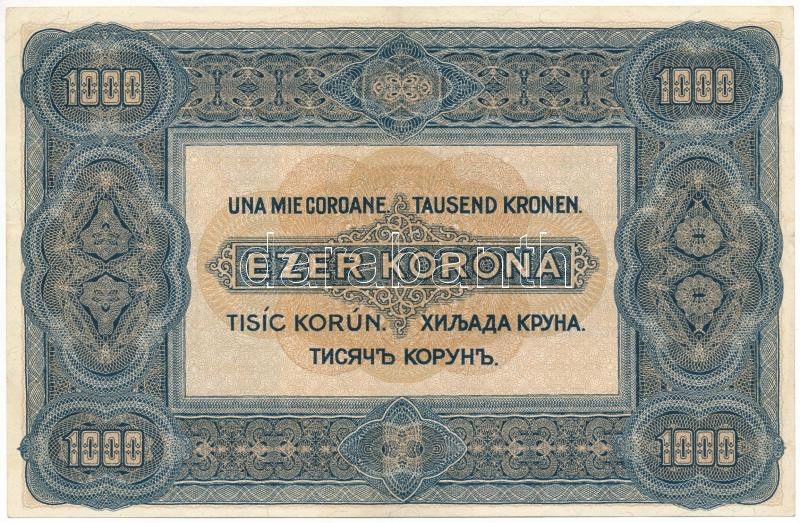 1000 1000
UNA MIE COROANE. TAUSEND KRONEN.
EZER KORONA
TISÍC KORÚN. ХИЉАДА КРУНА.
ТИСЯЧЪ КОРУНЪ.
1000 1000